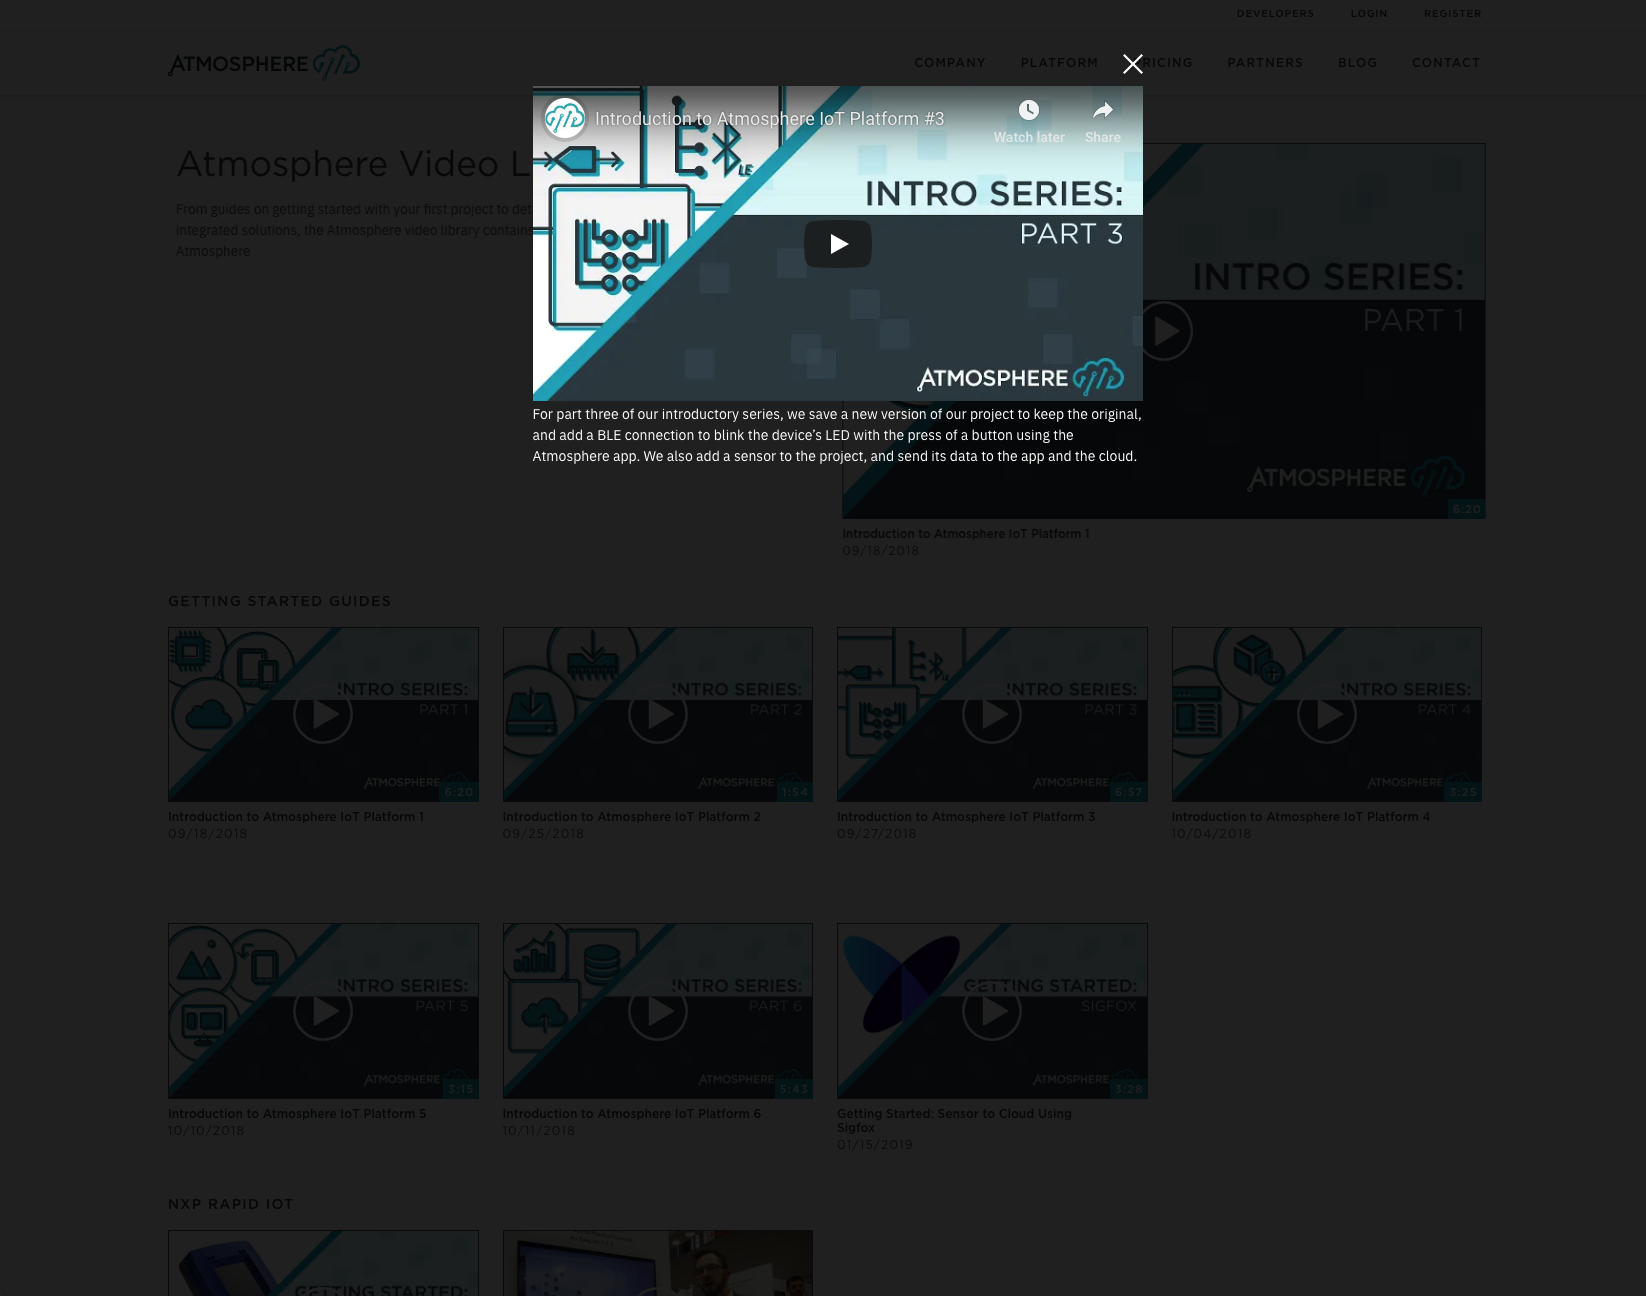 DEVELOPERS LOGIN REGISTER
ATMOSPHERE
COMPANY PLATFORM RICING PARTNERS BLOG CONTACT
Introduction to Atmosphere IoT Platform #3
Watch later Share
LE
INTRO SERIES:
PART 3
ATMOSPHERE
For part three of our introductory series, we save a new version of our project to keep the original,
and add a BLE connection to blink the device's LED with the press of a button using the
Atmosphere app. We also add a sensor to the project, and send its data to the app and the cloud.
Atmosphere Video L
From guides on getting started with your first project to det
integrated solutions, the Atmosphere video library contains
Atmosphere
INTRO SERIES:
PART 1
ATMOSPHERE
6:20
Introduction to Atmosphere IoT Platform 1
09/18/2018
GETTING STARTED GUIDES
INTRO SERIES:
PART 1
ATMOSPHERE
6:20
Introduction to Atmosphere IoT Platform 1
09/18/2018
INTRO SERIES:
PART 2
ATMOSPHERE
1:54
Introduction to Atmosphere IoT Platform 2
09/25/2018
LE
INTRO SERIES:
PART 3
ATMOSPHERE
6:57
Introduction to Atmosphere IoT Platform 3
09/27/2018
INTRO SERIES:
PART 4
ATMOSPHERE
3:25
Introduction to Atmosphere IoT Platform 4
10/04/2018
INTRO SERIES:
PART 5
ATMOSPHERE
3:15
Introduction to Atmosphere IoT Platform 5
10/10/2018
INTRO SERIES:
PART 6
ATMOSPHERE
5:43
Introduction to Atmosphere IoT Platform 6
10/11/2018
GETTING STARTED:
SIGFOX
ATMOSPHERE
3:28
Getting Started: Sensor to Cloud Using
Sigfox
01/15/2019
NXP RAPID IOT
GETTING STARTED: